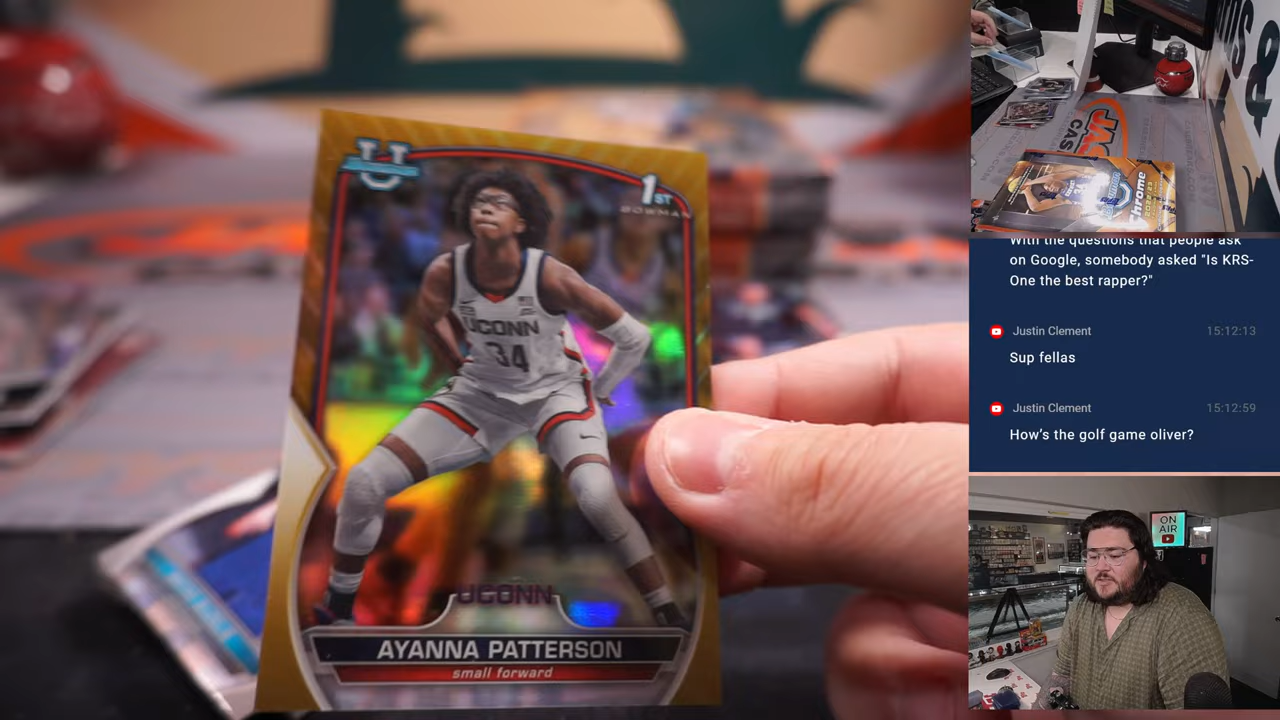 1ST
BOWMAN
UCONN
34
UCONN
AYANNA PATTERSON
small forward
With the questions that people ask
on Google, somebody asked "Is KRS-
One the best rapper?"
Justin Clement 15:12:13
Sup fellas
Justin Clement 15:12:59
How's the golf game oliver?
ON
AIR